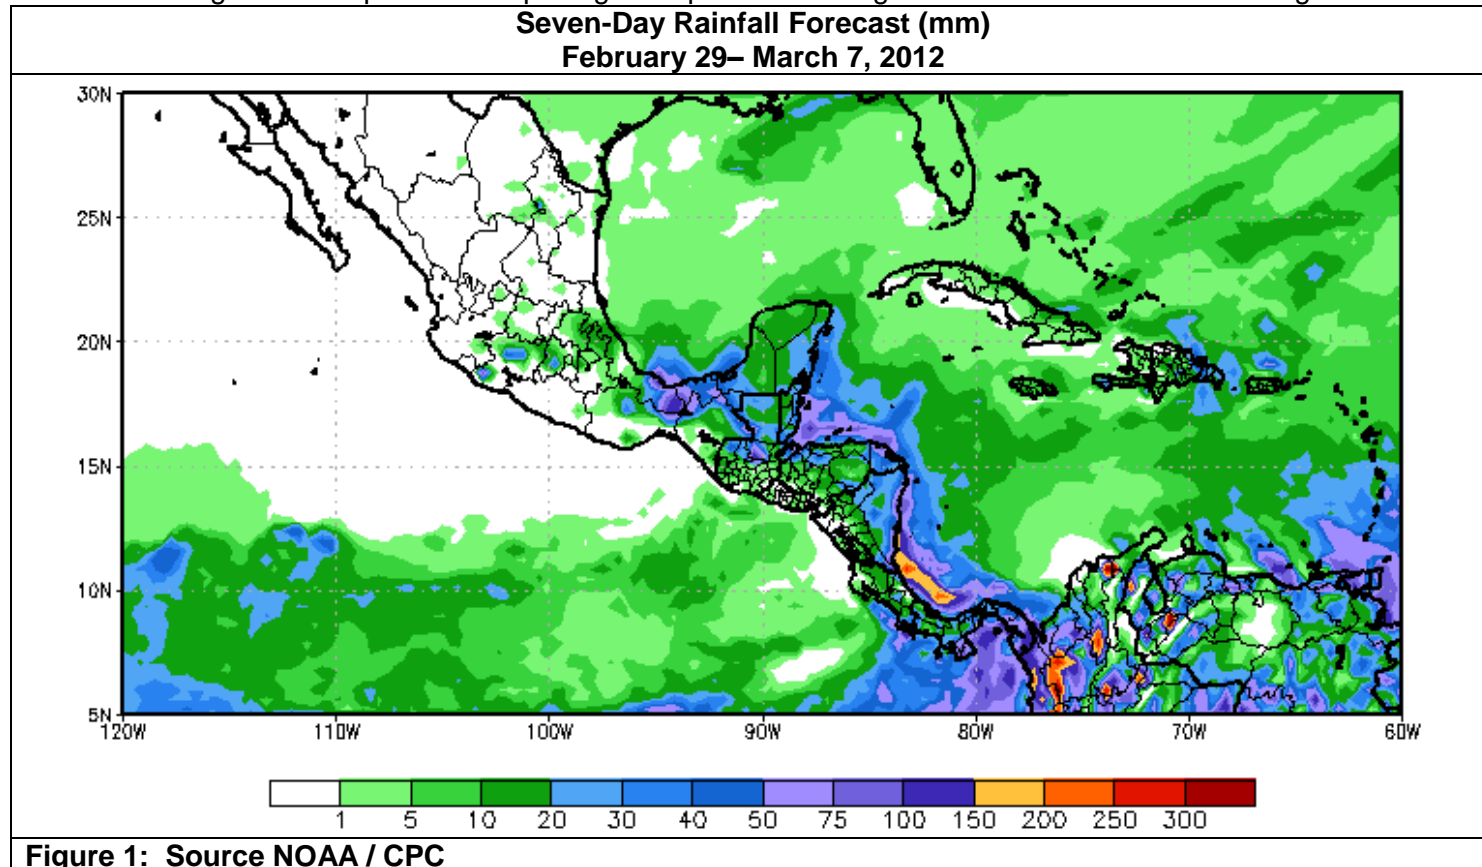 Seven-Day Rainfall Forecast (mm)
February 29– March 7, 2012
30N
25N
20N
15N
10N
5N
120W 110W 100W 90W 80W 70W 60W
1 5 10 20 30 40 50 75 100 150 200 250 300
Figure 1: Source NOAA / CPC